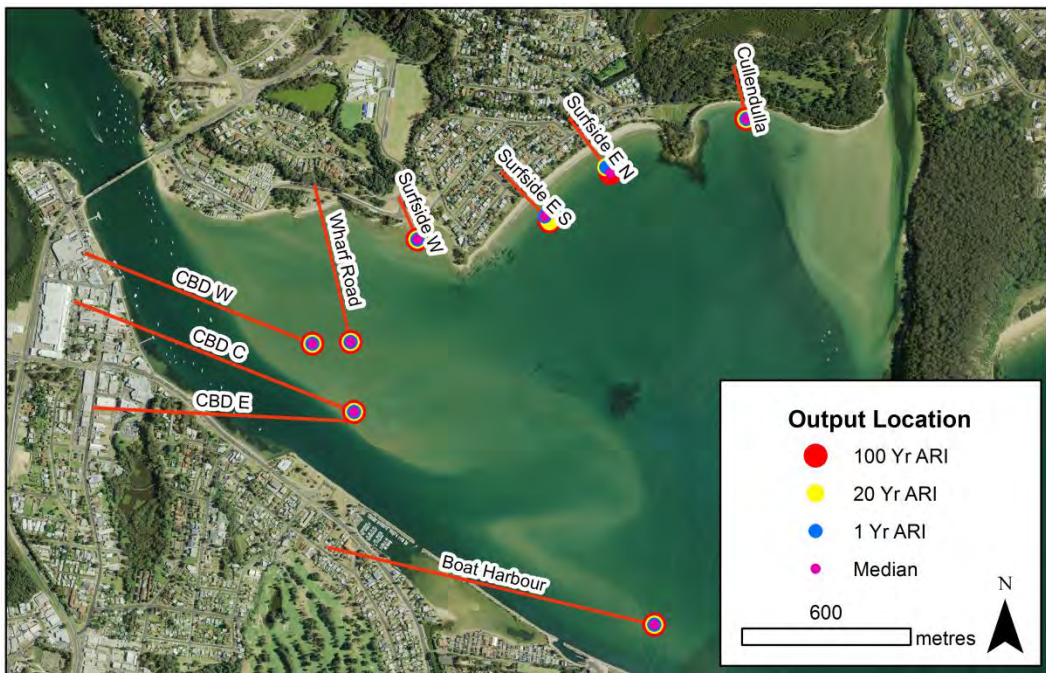 Cullendulla
Surfside E N
Surfside E S
Surfside W
Wharf Road
CBD W
CBD C
CBD E
Boat Harbour
Output Location
100 Yr ARI
20 Yr ARI
1 Yr ARI
Median
N
600
metres